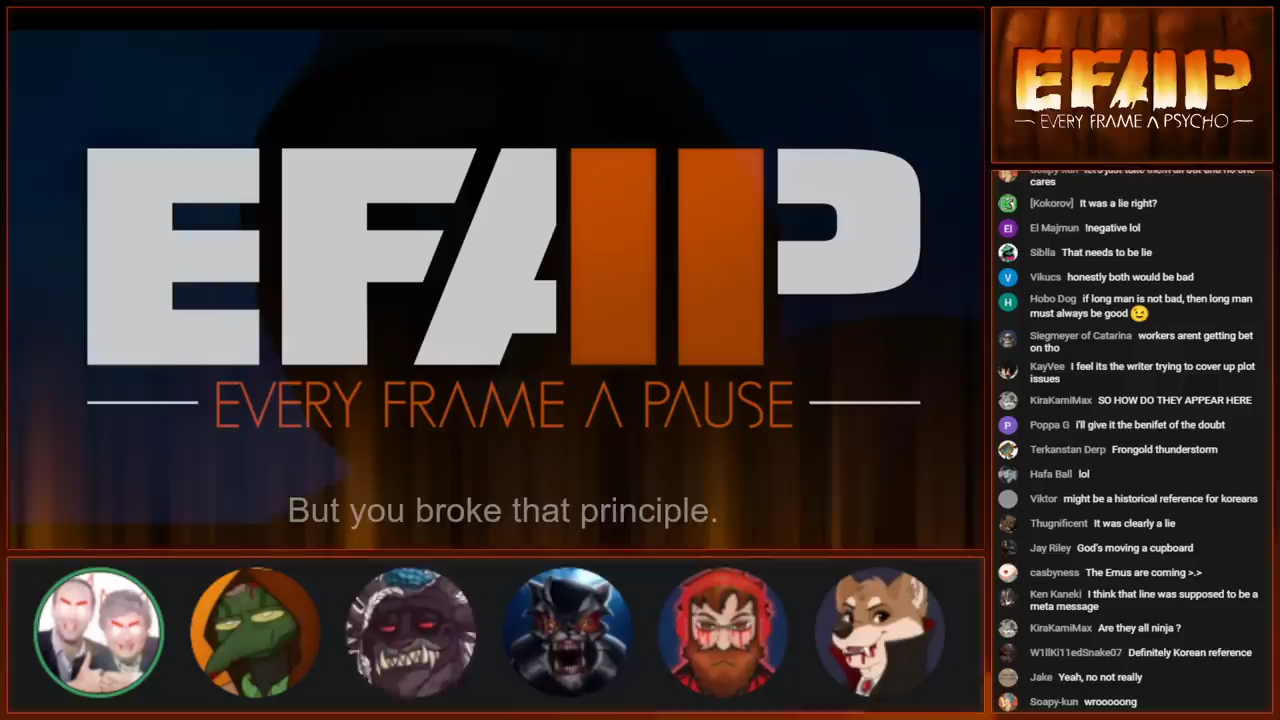 EFAP
EVERY FRAME A PAUSE
But you broke that principle.
EFAP
EVERY FRAME A PSYCHO
cares
[Kokorov] It was a lie right?
El El Majmun !negative lol
Siblla That needs to be lie
V Vikucs honestly both would be bad
H Hobo Dog if long man is not bad, then long man
must always be good
Siegmeyer of Catarina workers arent getting bet
on tho
KayVee I feel its the writer trying to cover up plot
issues
KiraKamiMax SO HOW DO THEY APPEAR HERE
P Poppa G i'll give it the benifet of the doubt
Terkanstan Derp Frongold thunderstorm
Hafa Ball lol
Viktor might be a historical reference for koreans
Thugnificent It was clearly a lie
Jay Riley God's moving a cupboard
casbyness The Emus are coming >.>
Ken Kaneki I think that line was supposed to be a
meta message
KiraKamiMax Are they all ninja ?
W1llKi11edSnake07 Definitely Korean reference
Jake Yeah, no not really
Soapy-kun wrooooong